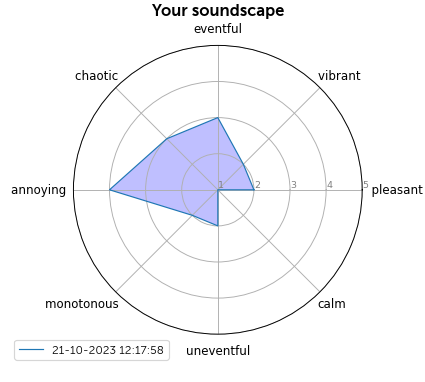 Your soundscape
eventful
chaotic
vibrant
annoying
1
2
3
4
5
pleasant
monotonous
calm
21-10-2023 12:17:58
uneventful